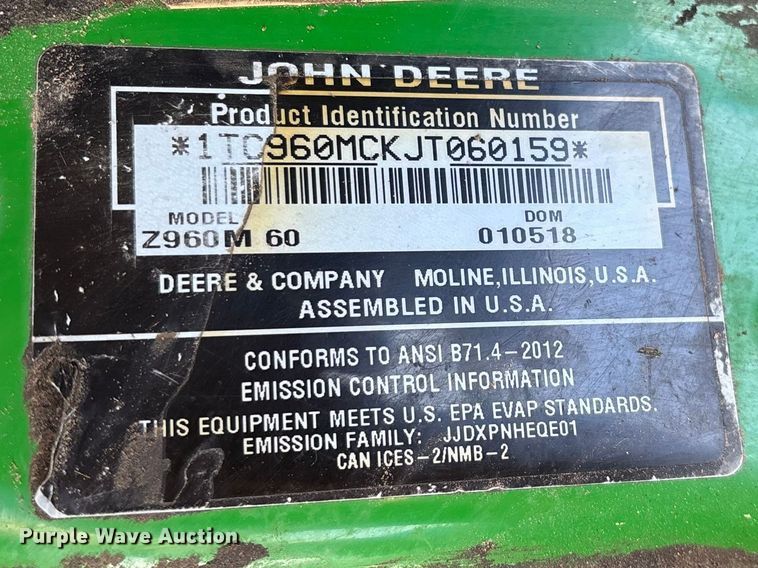 JOHN DEERE
Product Identification Number
*1TC960MCKJT060159*
MODEL DOM
Z960M 60 010518
DEERE & COMPANY MOLINE, ILLINOIS, U.S.A.
ASSEMBLED IN U.S.A.
CONFORMS TO ANSI B71.4-2012
EMISSION CONTROL INFORMATION
THIS EQUIPMENT MEETS U.S. EPA EVAP STANDARDS.
EMISSION FAMILY: JJDXPNHEQE01
CAN ICES-2/NMB-2
Purple Wave Auction